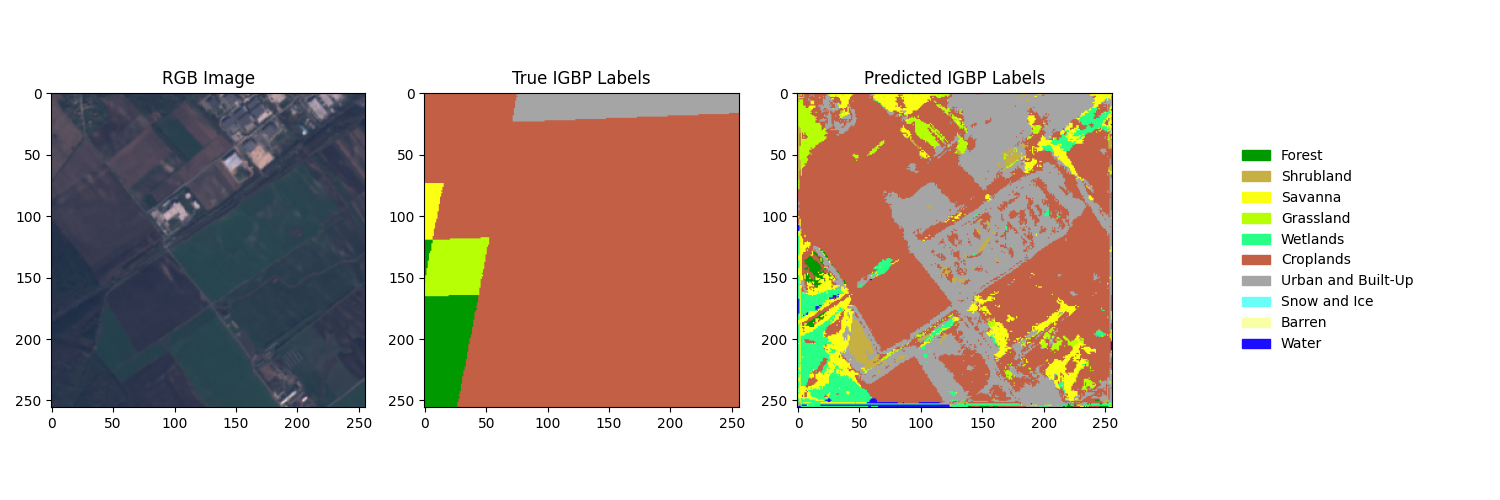 RGB Image
True IGBP Labels
Predicted IGBP Labels
0
50
100
150
200
250
0 50 100 150 200 250
0
50
100
150
200
250
0 50 100 150 200 250
0
50
100
150
200
250
0 50 100 150 200 250
Forest
Shrubland
Savanna
Grassland
Wetlands
Croplands
Urban and Built-Up
Snow and Ice
Barren
Water